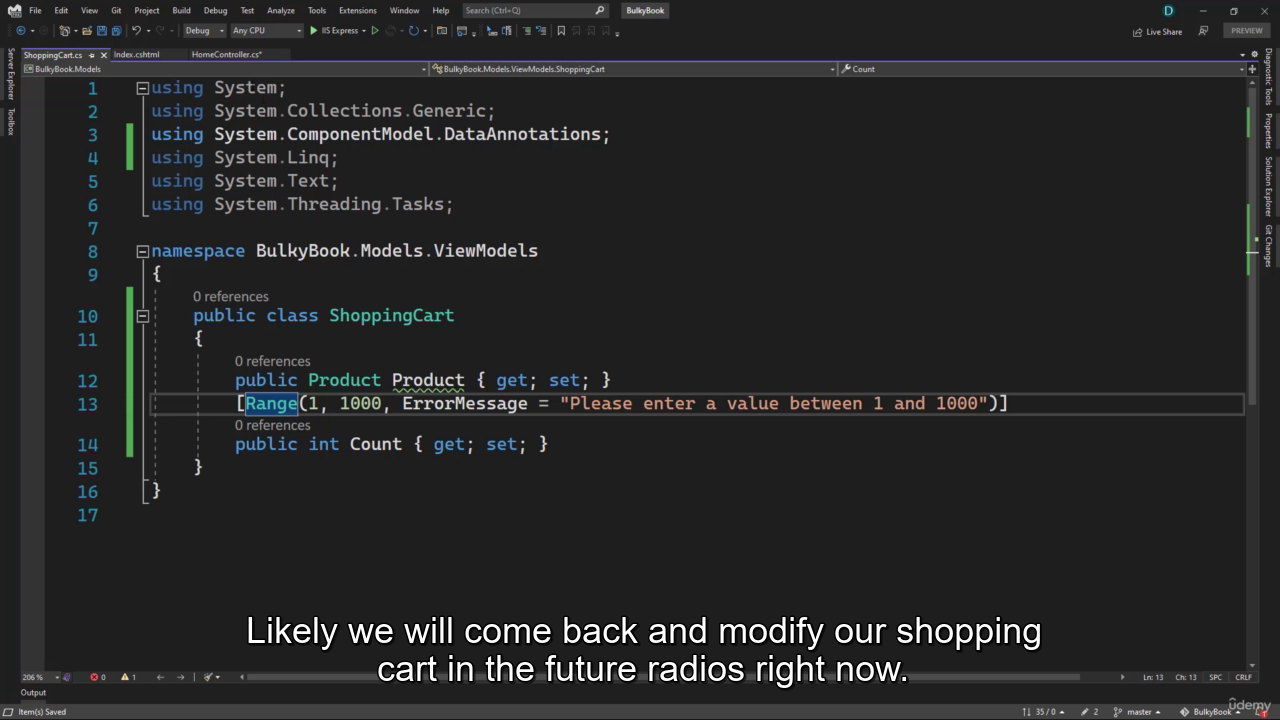 File Edit View Git Project Build Debug Test Analyze Tools Extensions Window Help Search (Ctrl+Q) BulkyBook D
Debug Any CPU IIS Express Live Share PREVIEW
ShoppingCart.cs Index.cshtml HomeController.cs*
BulkyBook.Models BulkyBook.Models.ViewModels.ShoppingCart Count
Server Explorer
Toolbox
Diagnostic Tools
Properties
Solution Explorer
Git Changes
1 using System;
2 using System.Collections.Generic;
3 using System.ComponentModel.DataAnnotations;
4 using System.Linq;
5 using System.Text;
6 using System.Threading.Tasks;
7
8 namespace BulkyBook.Models.ViewModels
9 {
0 references
10 public class ShoppingCart
11 {
0 references
12 public Product Product { get; set; }
13 [Range(1, 1000, ErrorMessage = "Please enter a value between 1 and 1000")]
0 references
14 public int Count { get; set; }
15 }
16 }
17
Likely we will come back and modify our shopping
cart in the future radios right now.
206 % 0 1 Ln: 13 Ch: 13 SPC CRLF
Output
Item(s) Saved 35 / 0 2 master BulkyBook 1
udemy